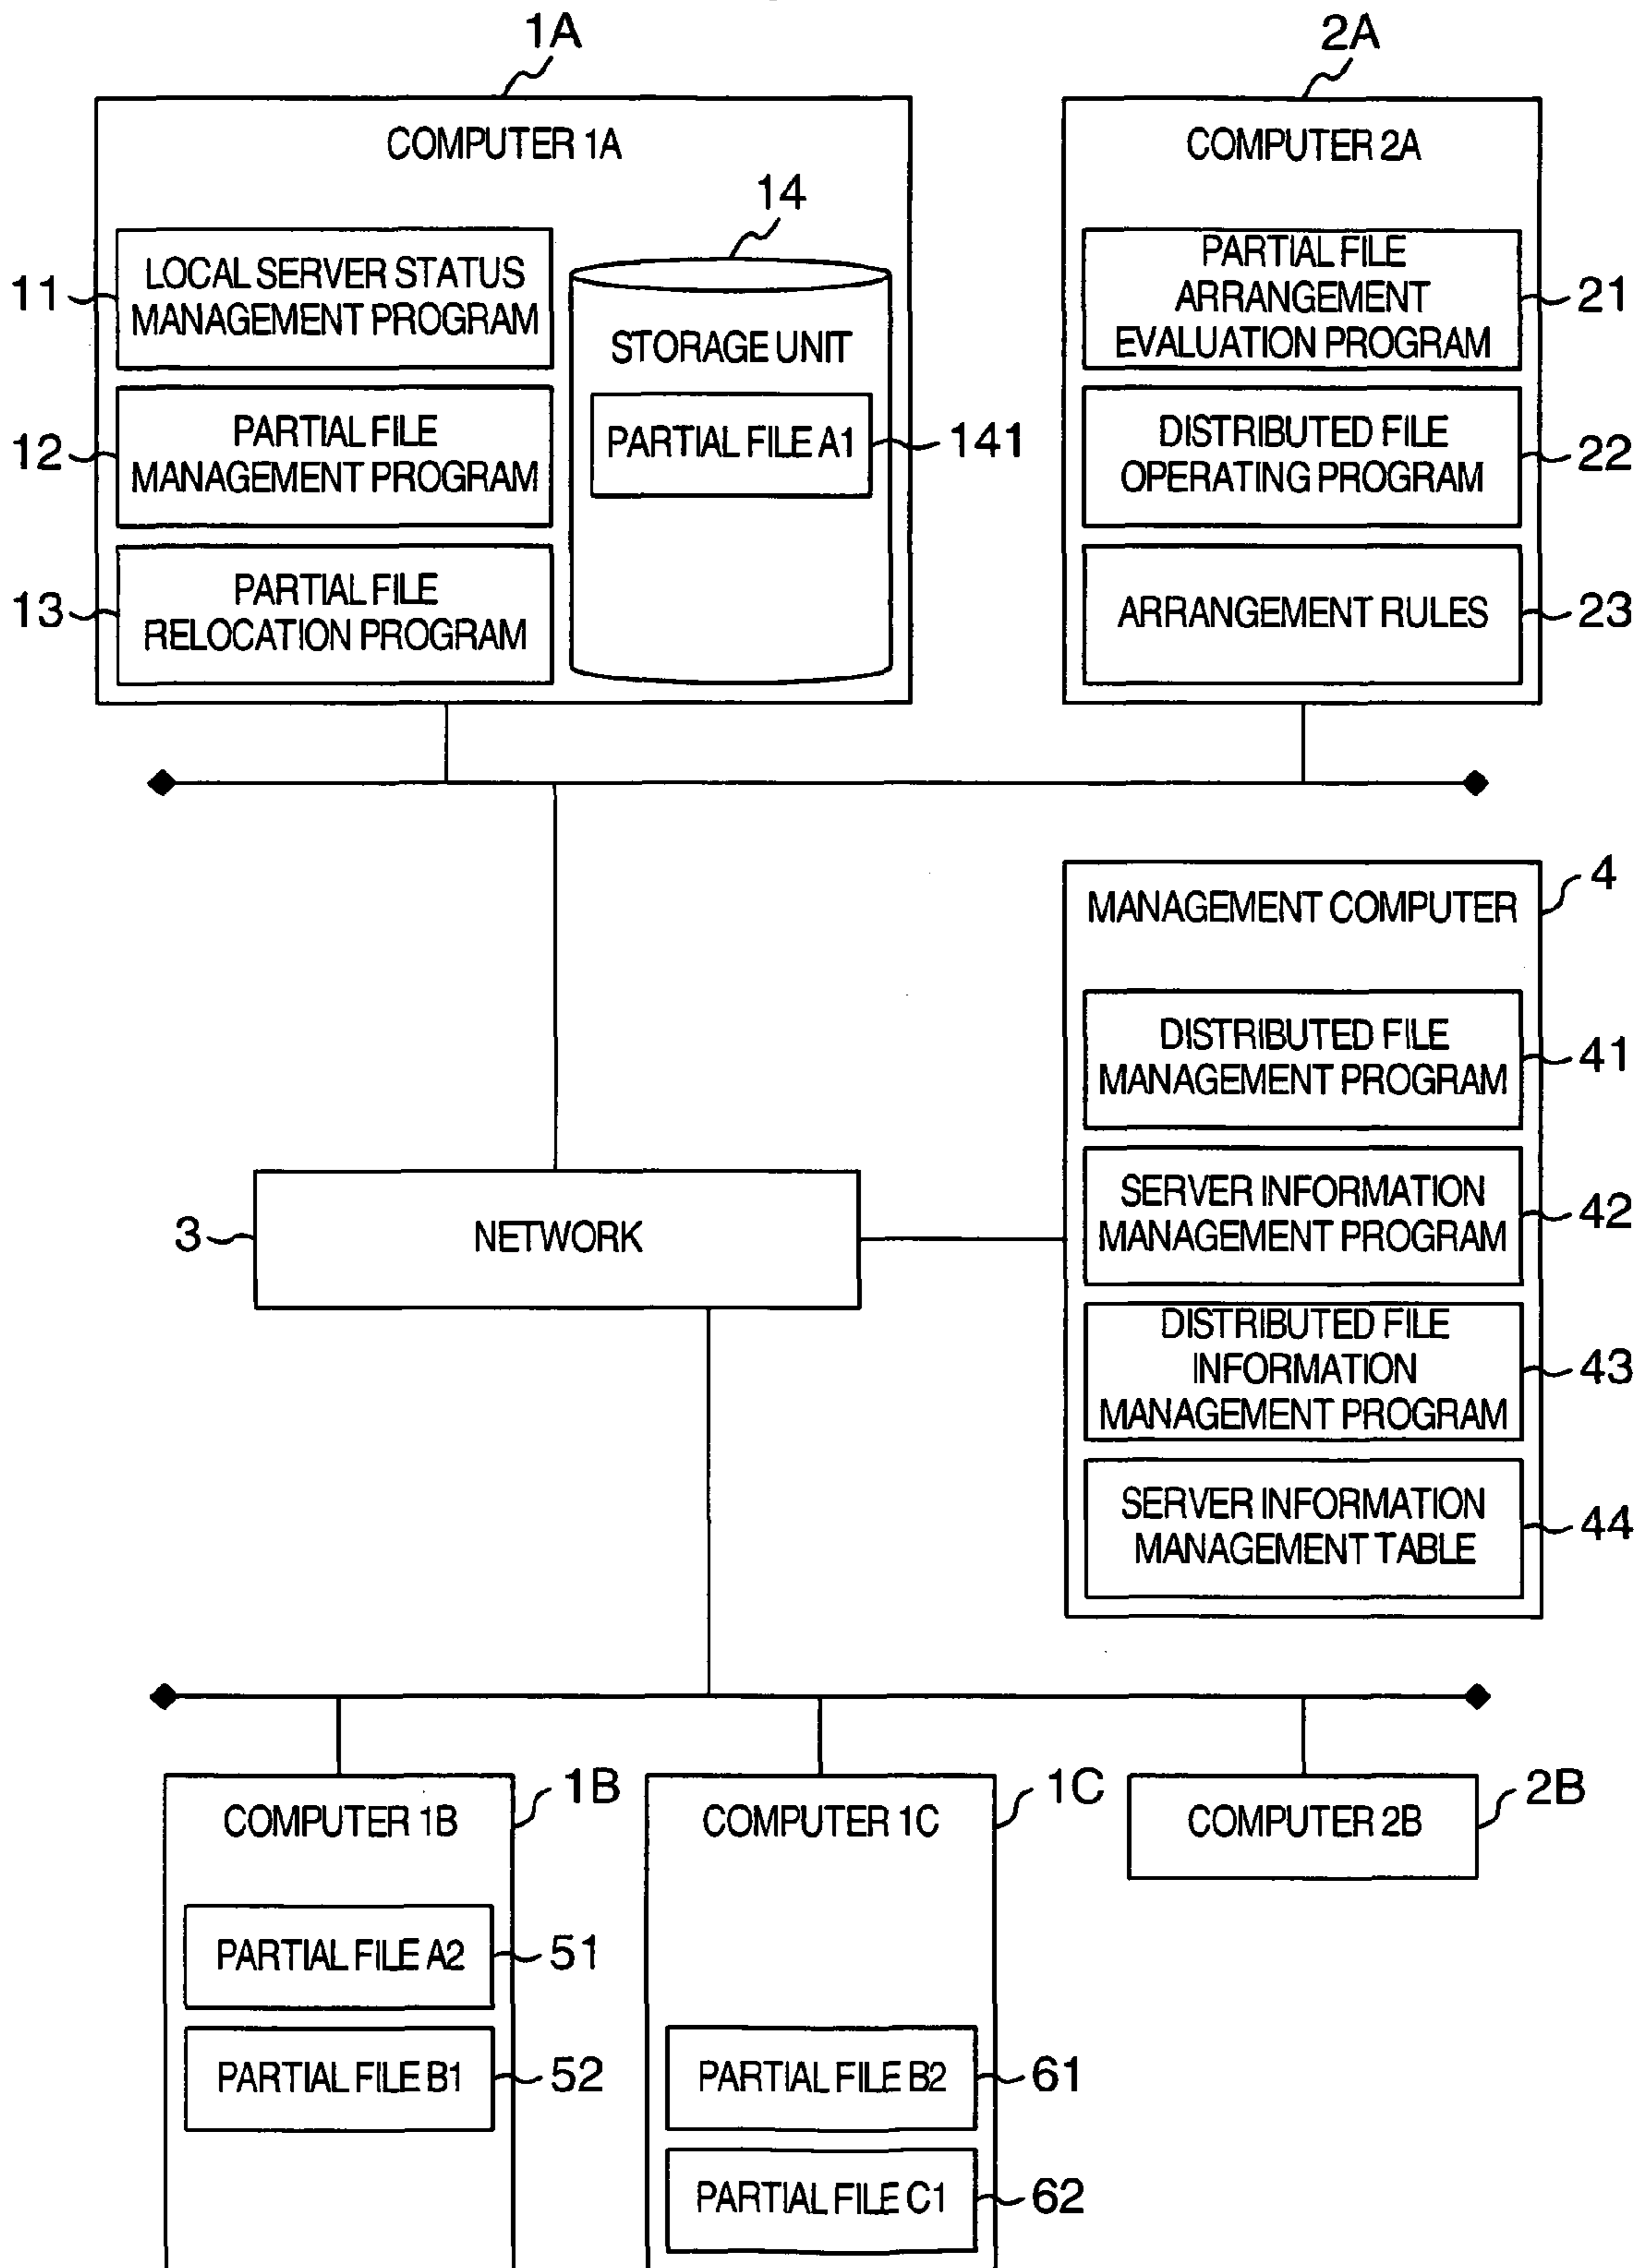 1A
2A
COMPUTER 1A
COMPUTER 2A
14
11
LOCAL SERVER STATUS
MANAGEMENT PROGRAM
STORAGE UNIT
PARTIAL FILE A1
141
12
PARTIAL FILE
MANAGEMENT PROGRAM
13
PARTIAL FILE
RELOCATION PROGRAM
PARTIAL FILE
ARRANGEMENT
EVALUATION PROGRAM
21
DISTRIBUTED FILE
OPERATING PROGRAM
22
ARRANGEMENT RULES
23
4
MANAGEMENT COMPUTER
DISTRIBUTED FILE
MANAGEMENT PROGRAM
41
SERVER INFORMATION
MANAGEMENT PROGRAM
42
3
NETWORK
DISTRIBUTED FILE
INFORMATION
MANAGEMENT PROGRAM
43
SERVER INFORMATION
MANAGEMENT TABLE
44
COMPUTER 1B
1B
COMPUTER 1C
1C
COMPUTER 2B
2B
PARTIAL FILE A2
51
PARTIAL FILE B1
52
PARTIAL FILE B2
61
PARTIAL FILE C1
62